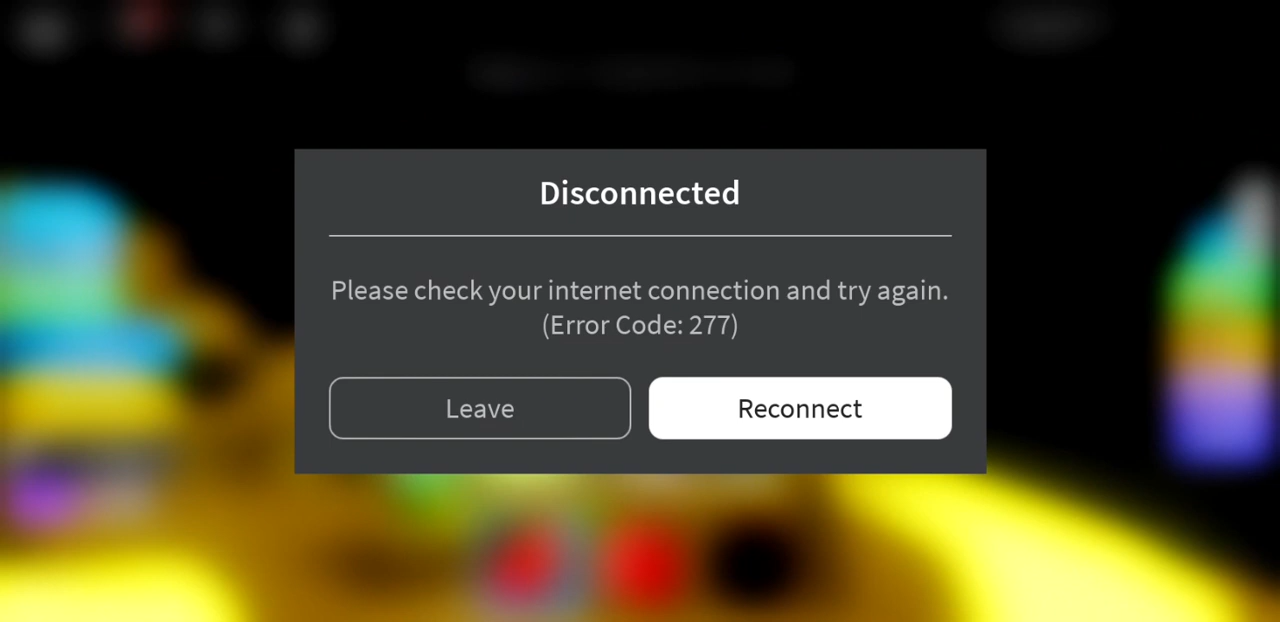 Disconnected
Please check your internet connection and try again.
(Error Code: 277)
Leave
Reconnect